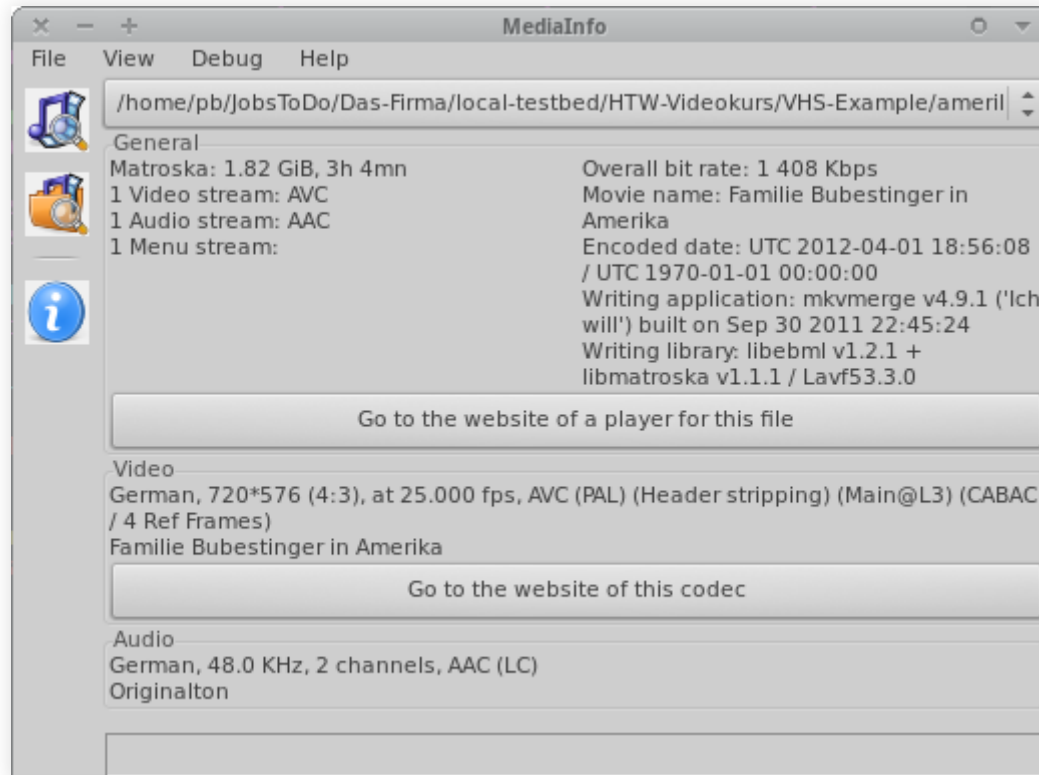 MediaInfo
File View Debug Help
/home/pb/JobsToDo/Das-Firma/local-testbed/HTW-Videokurs/VHS-Example/ameril
General
Matroska: 1.82 GiB, 3h 4mn
1 Video stream: AVC
1 Audio stream: AAC
1 Menu stream:
Overall bit rate: 1 408 Kbps
Movie name: Familie Bubestinger in
Amerika
Encoded date: UTC 2012-04-01 18:56:08
/ UTC 1970-01-01 00:00:00
Writing application: mkvmerge v4.9.1 ('Ich
will') built on Sep 30 2011 22:45:24
Writing library: libebml v1.2.1 +
libmatroska v1.1.1 / Lavf53.3.0
Go to the website of a player for this file
Video
German, 720*576 (4:3), at 25.000 fps, AVC (PAL) (Header stripping) (Main@L3) (CABAC
/ 4 Ref Frames)
Familie Bubestinger in Amerika
Go to the website of this codec
Audio
German, 48.0 KHz, 2 channels, AAC (LC)
Originalton